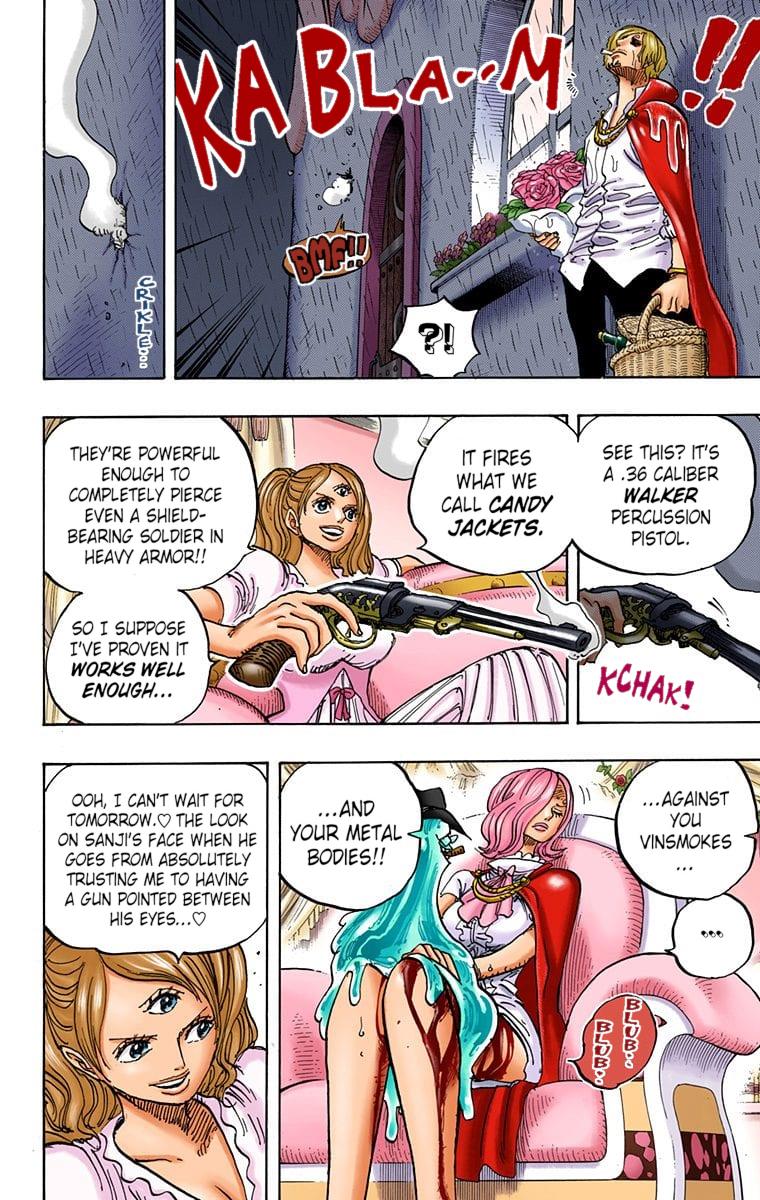 KABLA--M
!!
BMF!!
?!
CRIKLE...
SEE THIS? IT'S
A .36 CALIBER
WALKER
PERCUSSION
PISTOL.
KCHAK!
IT FIRES
WHAT WE
CALL CANDY
JACKETS.
THEY'RE POWERFUL
ENOUGH TO
COMPLETELY PIERCE
EVEN A SHIELD-
BEARING SOLDIER IN
HEAVY ARMOR!!
SO I SUPPOSE
I'VE PROVEN IT
WORKS WELL
ENOUGH...
...AGAINST
YOU
VINSMOKES
...
...
...AND
YOUR METAL
BODIES!!
BLUB..
BLUB..
OOH, I CAN'T WAIT FOR
TOMORROW.♡ THE LOOK
ON SANJI'S FACE WHEN HE
GOES FROM ABSOLUTELY
TRUSTING ME TO HAVING
A GUN POINTED BETWEEN
HIS EYES...♡